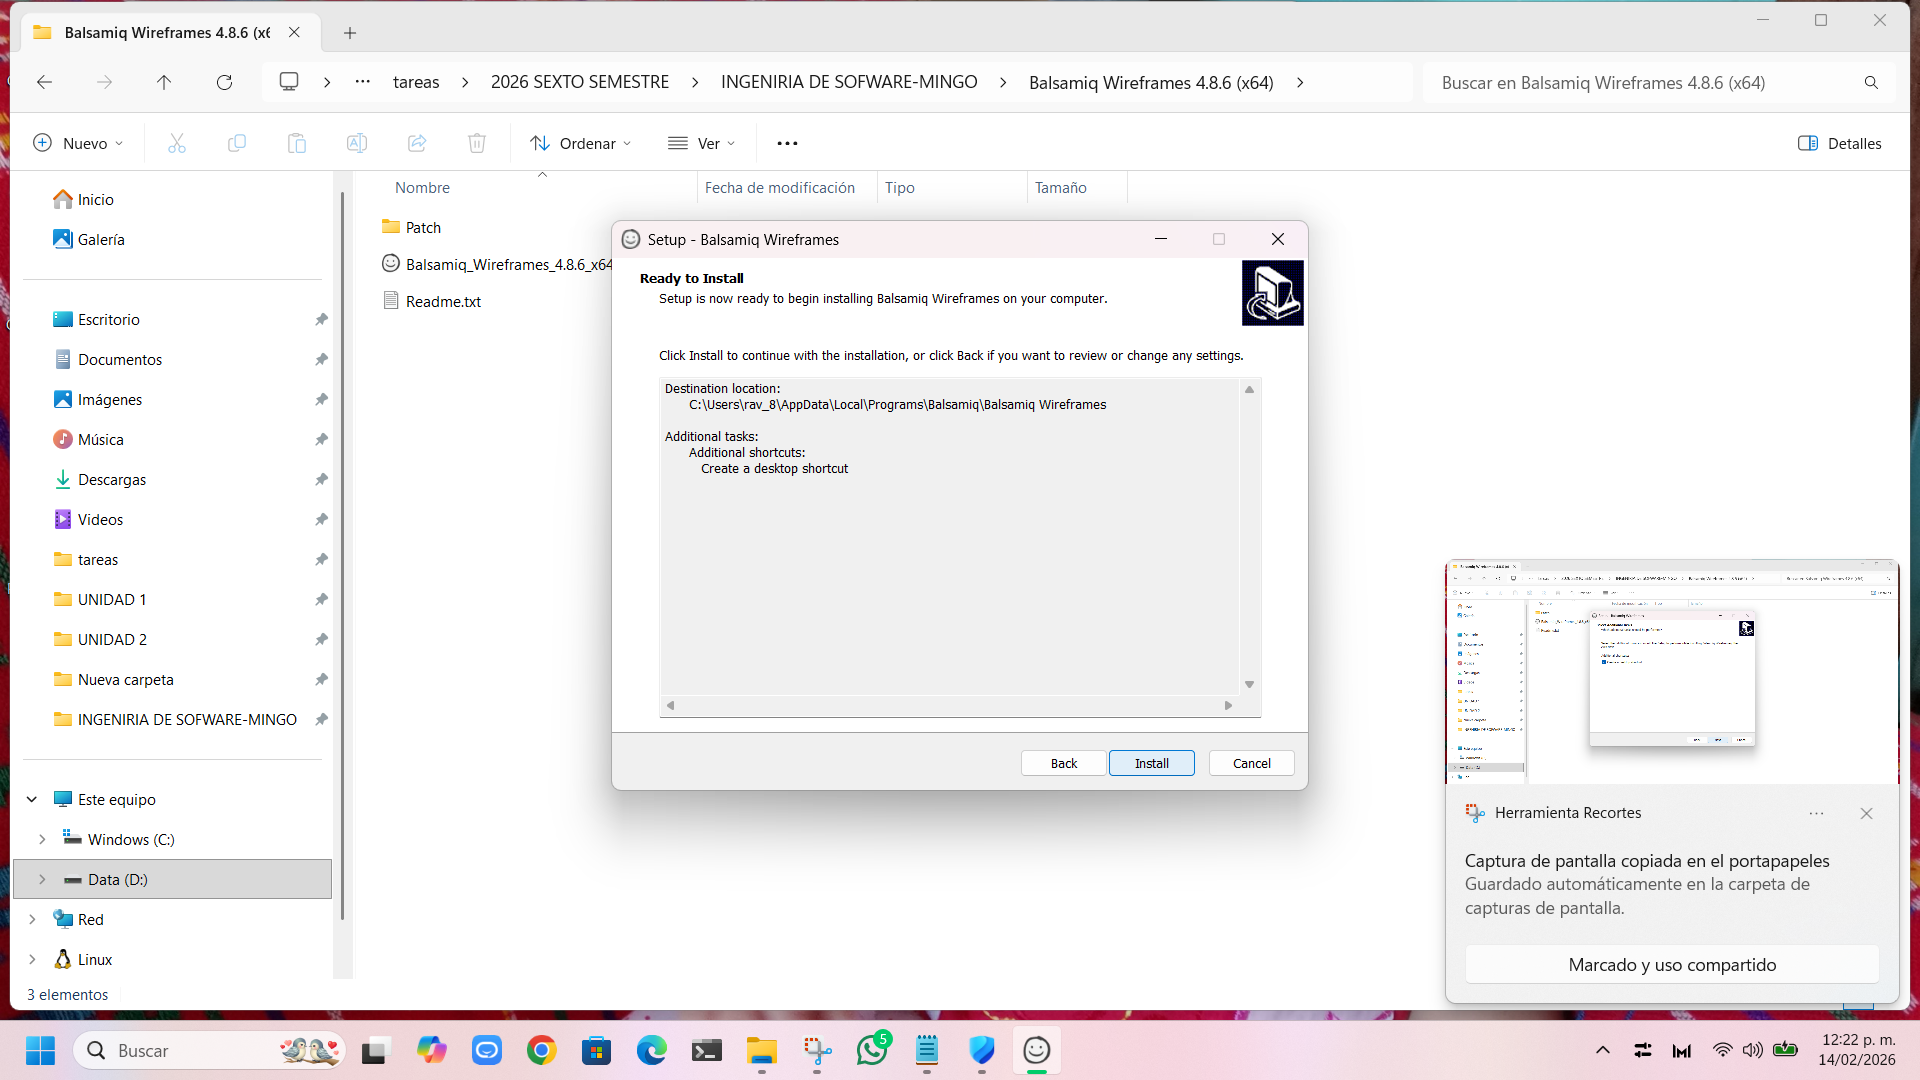 Balsamiq Wireframes 4.8.6 (x6
tareas
2026 SEXTO SEMESTRE
INGENIRIA DE SOFWARE-MINGO
Balsamiq Wireframes 4.8.6 (x64)
Buscar en Balsamiq Wireframes 4.8.6 (x64)
Nuevo
Ordenar
Ver
Detalles
Nombre
Fecha de modificación
Tipo
Tamaño
Patch
Balsamiq_Wireframes_4.8.6_x64
Readme.txt
Inicio
Galería
Escritorio
Documentos
Imágenes
Música
Descargas
Videos
tareas
UNIDAD 1
UNIDAD 2
Nueva carpeta
INGENIRIA DE SOFWARE-MINGO
Este equipo
Windows (C:)
Data (D:)
Red
Linux
3 elementos
Setup - Balsamiq Wireframes
Ready to Install
Setup is now ready to begin installing Balsamiq Wireframes on your computer.
Click Install to continue with the installation, or click Back if you want to review or change any settings.
Destination location:
C:\Users\rav_8\AppData\Local\Programs\Balsamiq\Balsamiq Wireframes
Additional tasks:
Additional shortcuts:
Create a desktop shortcut
Back
Install
Cancel
Herramienta Recortes
Captura de pantalla copiada en el portapapeles
Guardado automáticamente en la carpeta de
capturas de pantalla.
Marcado y uso compartido
Buscar
5
12:22 p. m.
14/02/2026